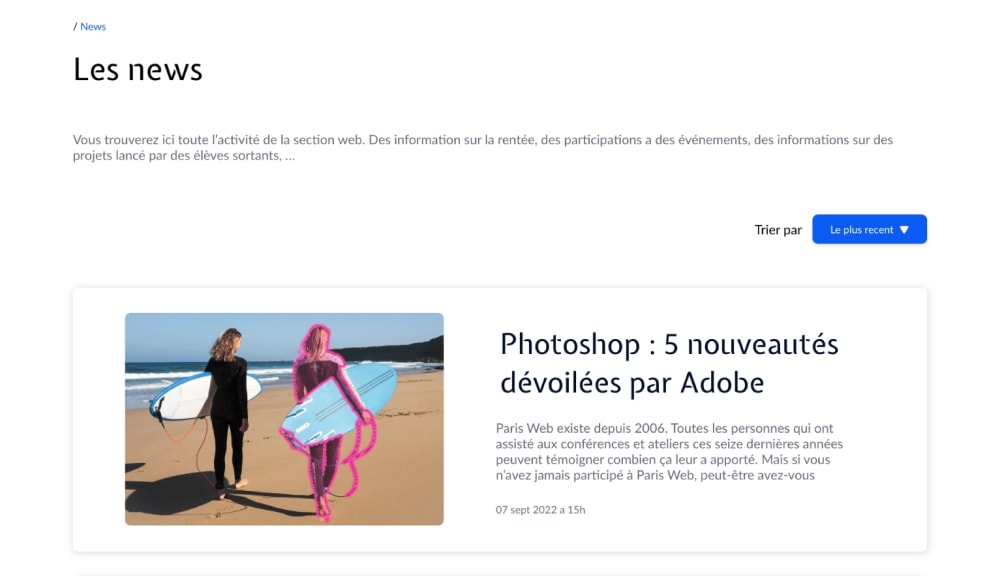 / News
Les news
Vous trouverez ici toute l'activité de la section web. Des information sur la rentée, des participations a des événements, des informations sur des
projets lancé par des élèves sortants, ...
Trier par
Le plus recent ▼
Photoshop : 5 nouveautés
dévoilées par Adobe
Paris Web existe depuis 2006. Toutes les personnes qui ont
assisté aux conférences et ateliers ces seize dernières années
peuvent témoigner combien ça leur a apporté. Mais si vous
n'avez jamais participé à Paris Web, peut-être avez-vous
07 sept 2022 a 15h